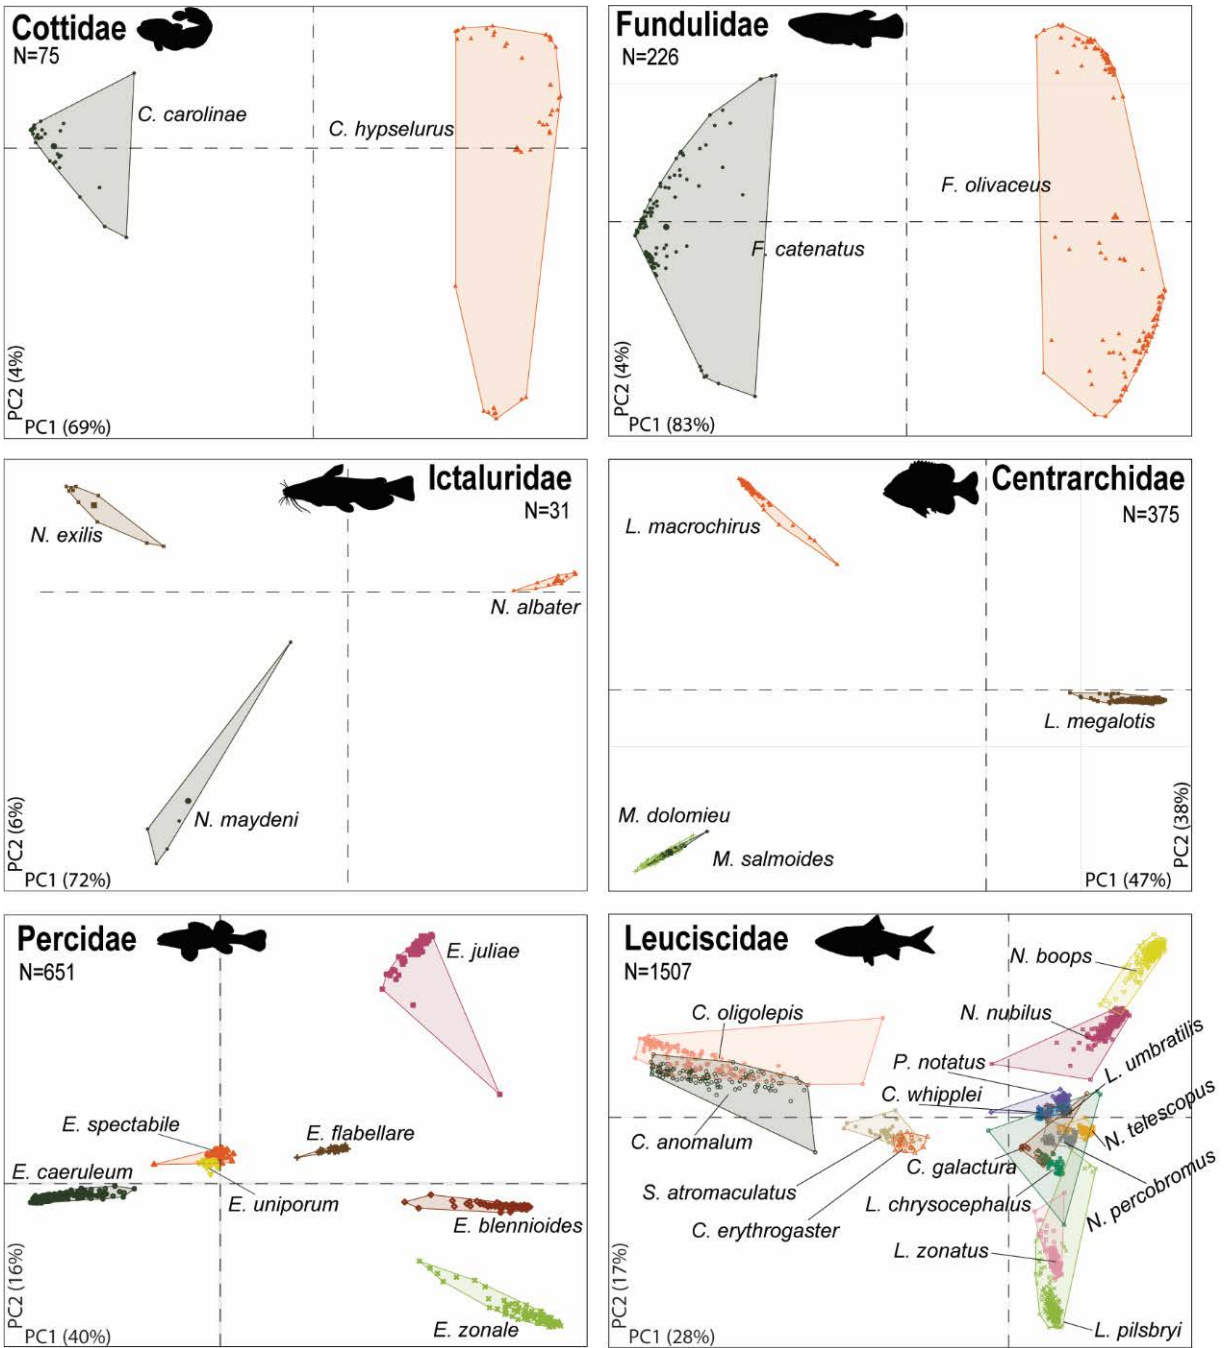 Cottidae
N=75
C. carolinae
C. hypselurus
PC2 (4%)
PC1 (69%)
Fundulidae
N=226
F. olivaceus
F. catenatus
PC2 (4%)
PC1 (83%)
Ictaluridae
N=31
N. exilis
N. albater
N. maydeni
PC2 (6%)
PC1 (72%)
Centrarchidae
N=375
L. macrochirus
L. megalotis
M. dolomieu
M. salmoides
PC2 (38%)
PC1 (47%)
Percidae
N=651
E. juliae
E. spectabile
E. flabellare
E. caeruleum
E. uniporum
E. blennioides
E. zonale
PC2 (16%)
PC1 (40%)
Leuciscidae
N=1507
N. boops
C. oligolepis
N. nubilus
L. umbratilis
P. notatus
C. whipplei
N. telescopus
C. anomalum
C. galactura
S. atromaculatus
L. chrysocephalus
N. percobromus
C. erythrogaster
L. zonatus
L. pilsbryi
PC2 (17%)
PC1 (28%)